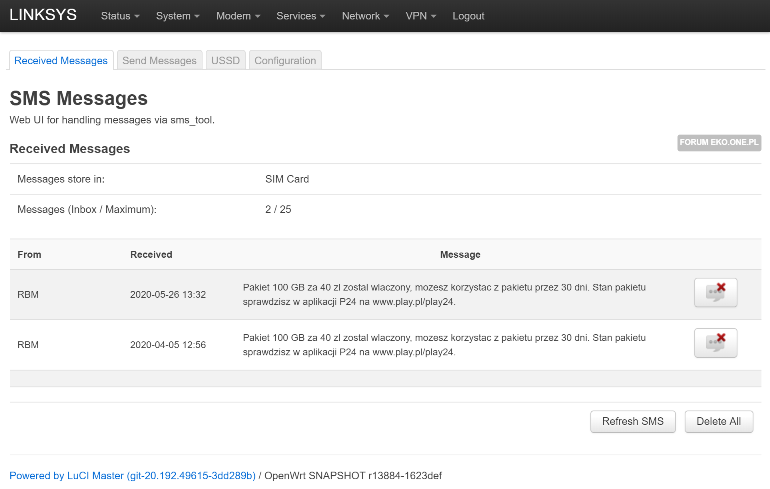 LINKSYS Status System Modem Services Network VPN Logout
Received Messages Send Messages USSD Configuration
SMS Messages
Web UI for handling messages via sms_tool.
FORUM EKO.ONE.PL
Received Messages
Messages store in: SIM Card
Messages (Inbox / Maximum): 2 / 25
From Received Message
RBM 2020-05-26 13:32 Pakiet 100 GB za 40 zl zostal wlaczony, mozesz korzystac z pakietu przez 30 dni. Stan pakietu
sprawdzisz w aplikacji P24 na www.play.pl/play24.
RBM 2020-04-05 12:56 Pakiet 100 GB za 40 zl zostal wlaczony, mozesz korzystac z pakietu przez 30 dni. Stan pakietu
sprawdzisz w aplikacji P24 na www.play.pl/play24.
Refresh SMS Delete All
Powered by LuCI Master (git-20.192.49615-3dd289b) / OpenWrt SNAPSHOT r13884-1623def